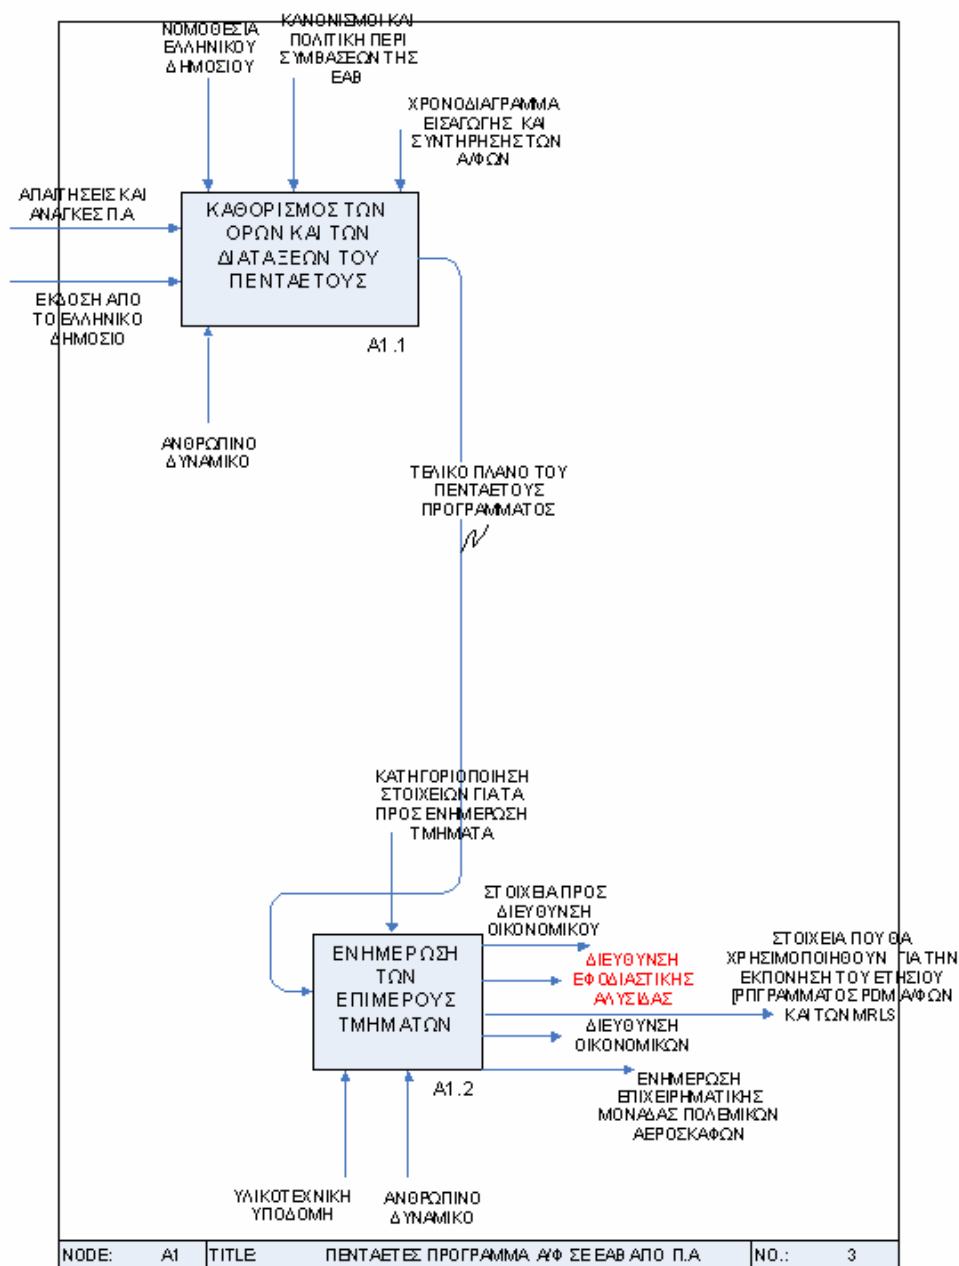 ΝΟΜΟΘΕΣΙΑ
ΕΛΛΗΝΙΚΟΥ
ΔΗΜΟΣΙΟΥ
ΚΑΝΟΝΙΣΜΟΙ ΚΑΙ
ΠΟΛΙΤΙΚΗ ΠΕΡΙ
ΣΥΜΒΑΣΕΩΝ ΤΗΣ
ΕΑΒ
ΧΡΟΝΟΔΙΑΓΡΑΜΜΑ
ΕΙΣΑΓΩΓΗΣ ΚΑΙ
ΣΥΝΤΗΡΗΣΗΣ ΤΩΝ
Α/ΦΩΝ
ΑΠΑΙΤΗΣΕΙΣ ΚΑΙ
ΑΝΑΓΚΕΣ Π.Α
ΕΚΔΟΣΗ ΑΠΟ
ΤΟ ΕΛΛΗΝΙΚΟ
ΔΗΜΟΣΙΟ
ΚΑΘΟΡΙΣΜΟΣ ΤΩΝ
ΟΡΩΝ ΚΑΙ ΤΩΝ
ΔΙΑΤΑΞΕΩΝ ΤΟΥ
ΠΕΝΤΑΕΤΟΥΣ
A1.1
ΑΝΘΡΩΠΙΝΟ
ΔΥΝΑΜΙΚΟ
ΤΕΛΙΚΟ ΠΛΑΝΟ ΤΟΥ
ΠΕΝΤΑΕΤΟΥΣ
ΠΡΟΓΡΑΜΜΑΤΟΣ
ΚΑΤΗΓΟΡΙΟΠΟΙΗΣΗ
ΣΤΟΙΧΕΙΩΝ ΓΙΑ ΤΑ
ΠΡΟΣ ΕΝΗΜΕΡΩΣΗ
ΤΜΗΜΑΤΑ
ΕΝΗΜΕΡΩΣΗ
ΤΩΝ
ΕΠΙΜΕΡΟΥΣ
ΤΜΗΜΑΤΩΝ
A1.2
ΣΤΟΙΧΕΙΑ ΠΡΟΣ
ΔΙΕΥΘΥΝΣΗ
ΟΙΚΟΝΟΜΙΚΟΥ
ΔΙΕΥΘΥΝΣΗ
ΕΦΟΔΙΑΣΤΙΚΗΣ
ΑΛΥΣΙΔΑΣ
ΣΤΟΙΧΕΙΑ ΠΟΥ ΘΑ
ΧΡΗΣΙΜΟΠΟΙΗΘΟΥΝ ΓΙΑ ΤΗΝ
ΕΚΠΟΝΗΣΗ ΤΟΥ ΕΤΗΣΙΟΥ
[ΡΠΓΡΑΜΜΑΤΟΣ PDM Α/ΦΩΝ
ΚΑΙ ΤΩΝ MRLS
ΔΙΕΥΘΥΝΣΗ
ΟΙΚΟΝΟΜΙΚΩΝ
ΕΝΗΜΕΡΩΣΗ
ΕΠΙΧΕΙΡΗΜΑΤΙΚΗΣ
ΜΟΝΑΔΑΣ ΠΟΛΕΜΙΚΩΝ
ΑΕΡΟΣΚΑΦΩΝ
ΥΛΙΚΟΤΕΧΝΙΚΗ
ΥΠΟΔΟΜΗ
ΑΝΘΡΩΠΙΝΟ
ΔΥΝΑΜΙΚΟ
NODE: A1 TITLE: ΠΕΝΤΑΕΤΕΣ ΠΡΟΓΡΑΜΜΑ Α/Φ ΣΕ ΕΑΒ ΑΠΟ Π.Α NO.: 3